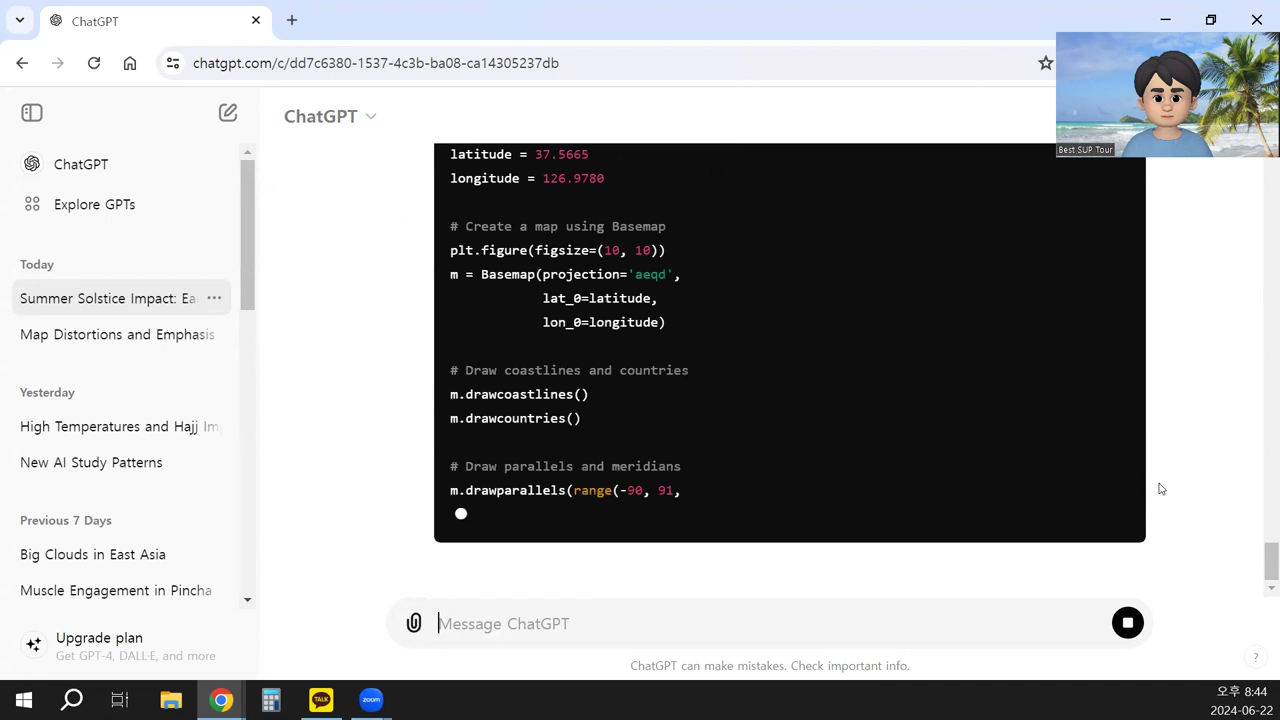 ChatGPT
chatgpt.com/c/dd7c6380-1537-4c3b-ba08-ca14305237db
Best SUP Tour
ChatGPT
ChatGPT
Explore GPTs
Today
Summer Solstice Impact: Ea
Map Distortions and Emphasis
Yesterday
High Temperatures and Hajj Im
New AI Study Patterns
Previous 7 Days
Big Clouds in East Asia
Muscle Engagement in Pincha
Upgrade plan
Get GPT-4, DALL·E, and more
latitude = 37.5665
longitude = 126.9780
# Create a map using Basemap
plt.figure(figsize=(10, 10))
m = Basemap(projection='aeqd',
lat_0=latitude,
lon_0=longitude)
# Draw coastlines and countries
m.drawcoastlines()
m.drawcountries()
# Draw parallels and meridians
m.drawparallels(range(-90, 91,
Message ChatGPT
ChatGPT can make mistakes. Check important info.
?
TALK
zoom
오후 8:44
2024-06-22